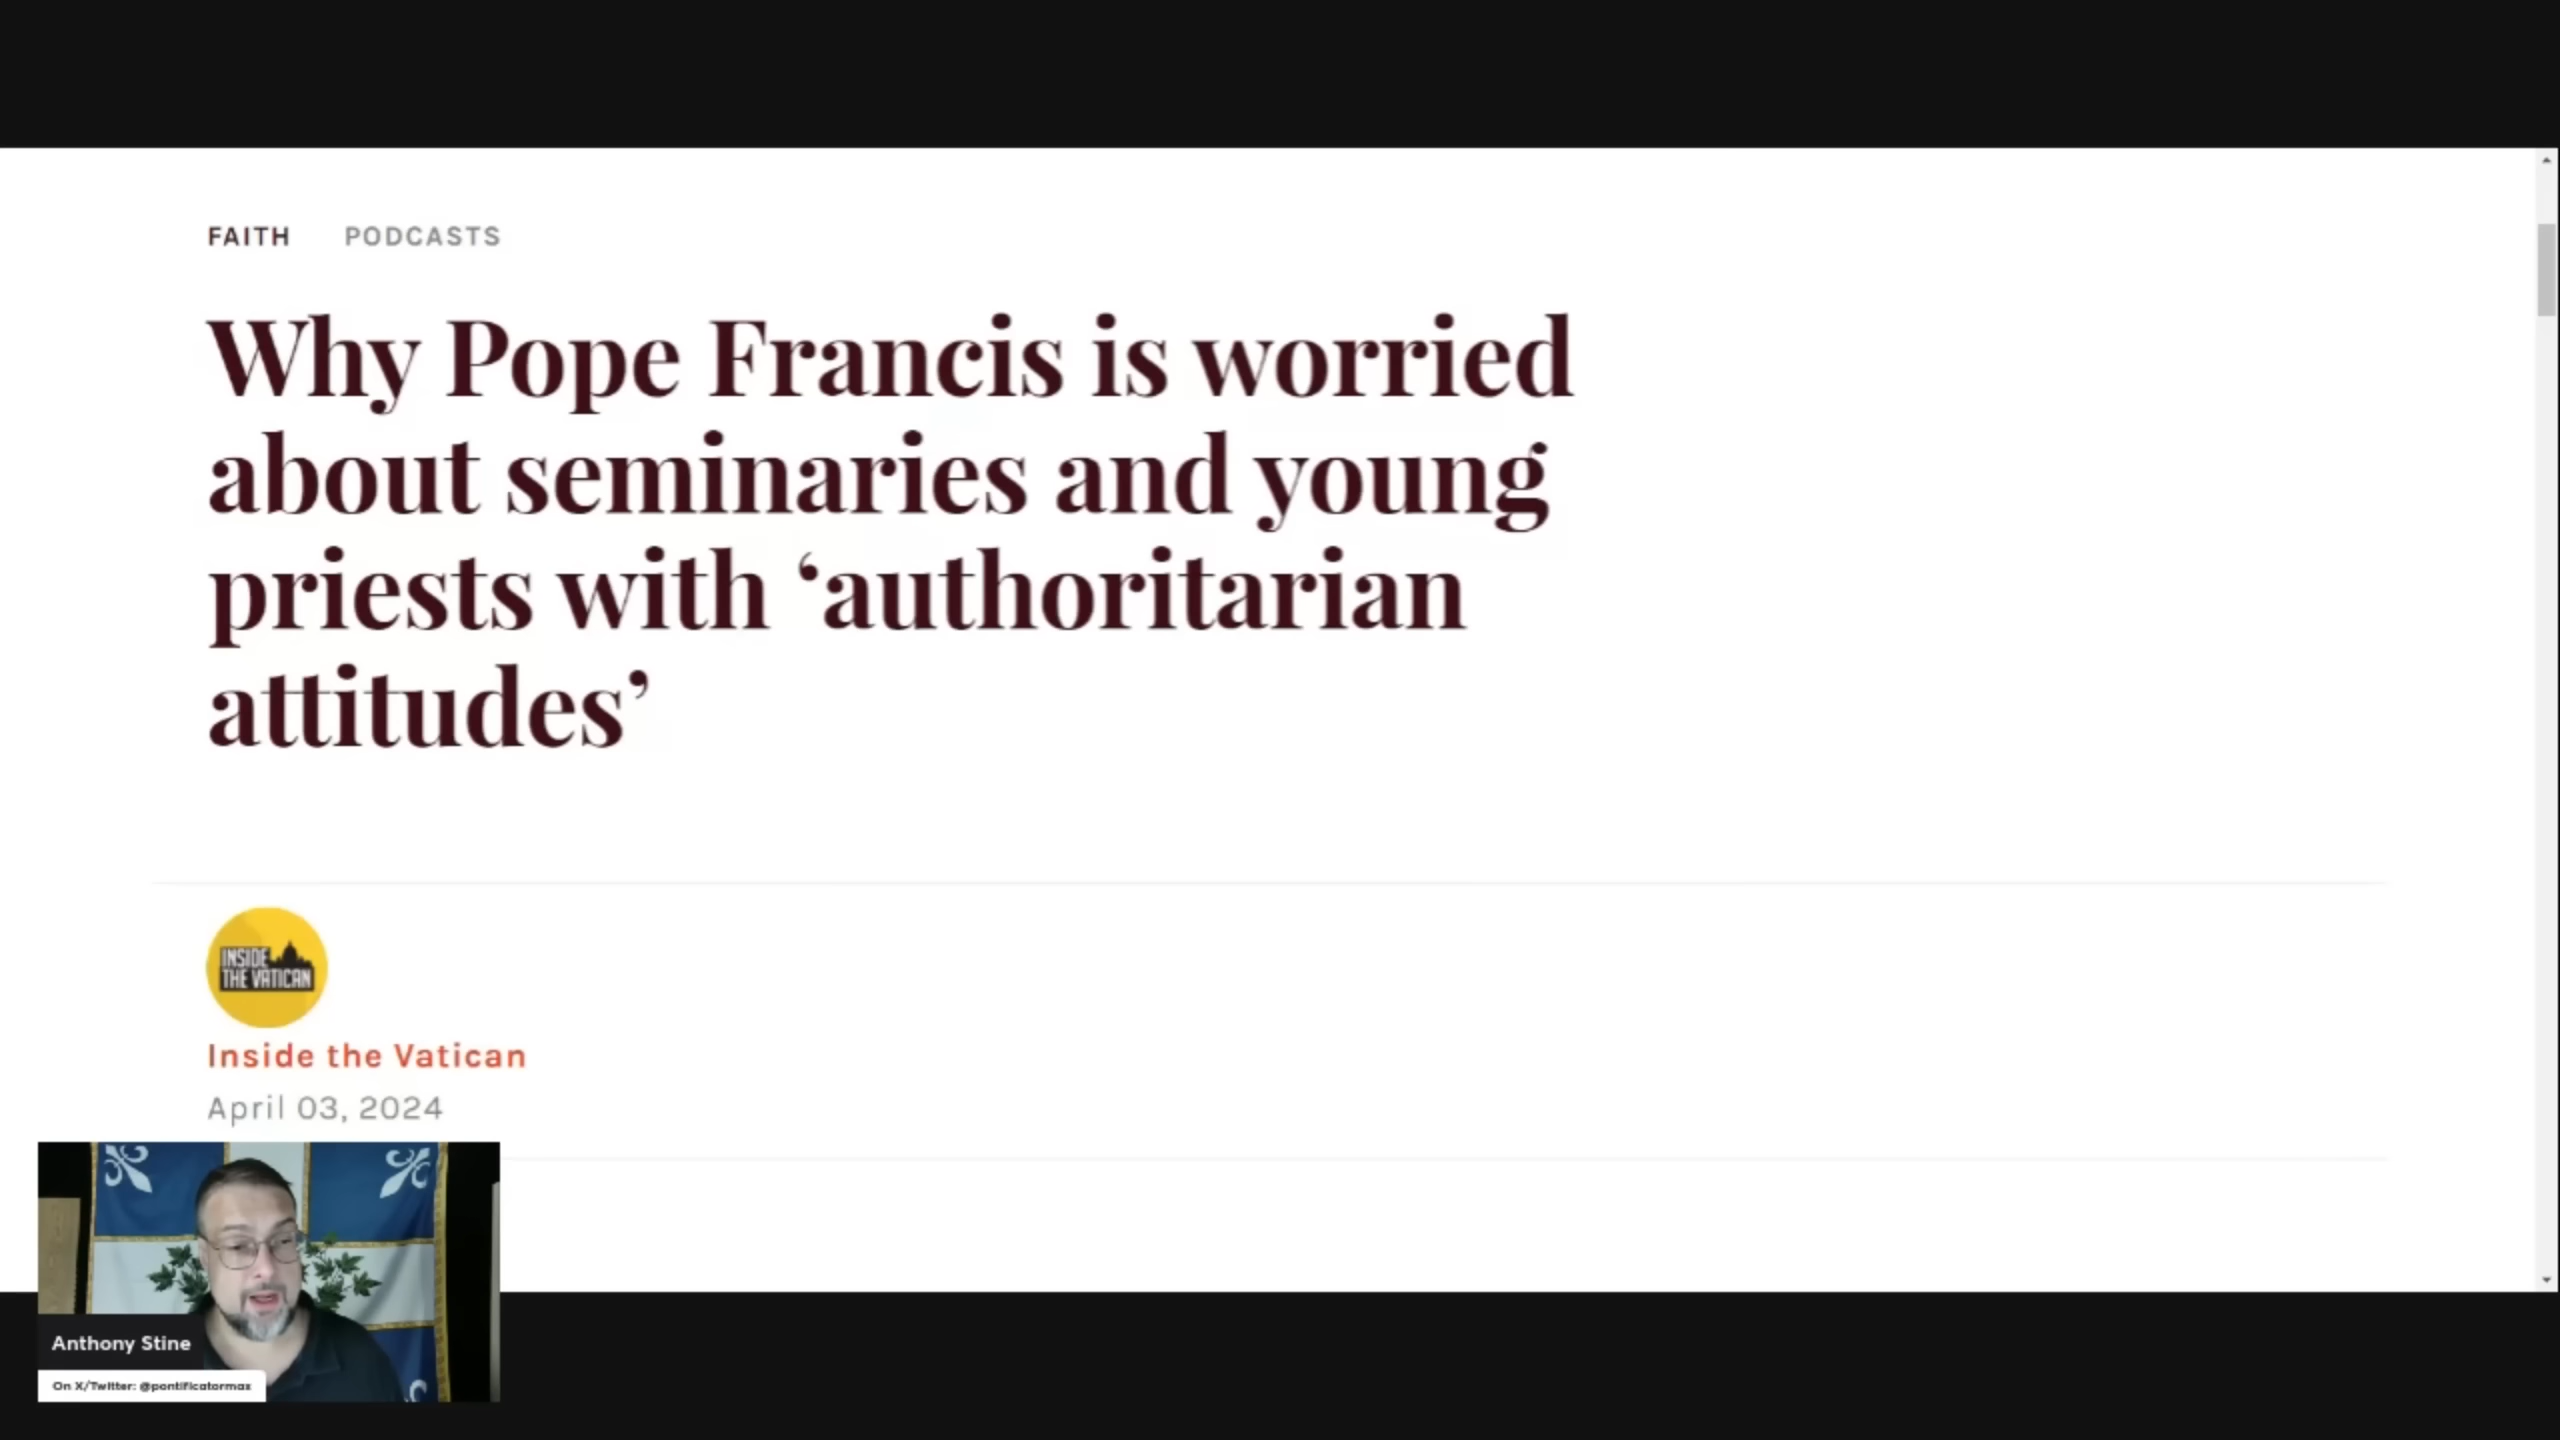 FAITH PODCASTS
Why Pope Francis is worried
about seminaries and young
priests with ‘authoritarian
attitudes’
INSIDE
THE VATICAN
Inside the Vatican
April 03, 2024
Anthony Stine
On X/Twitter: @pontificatormax